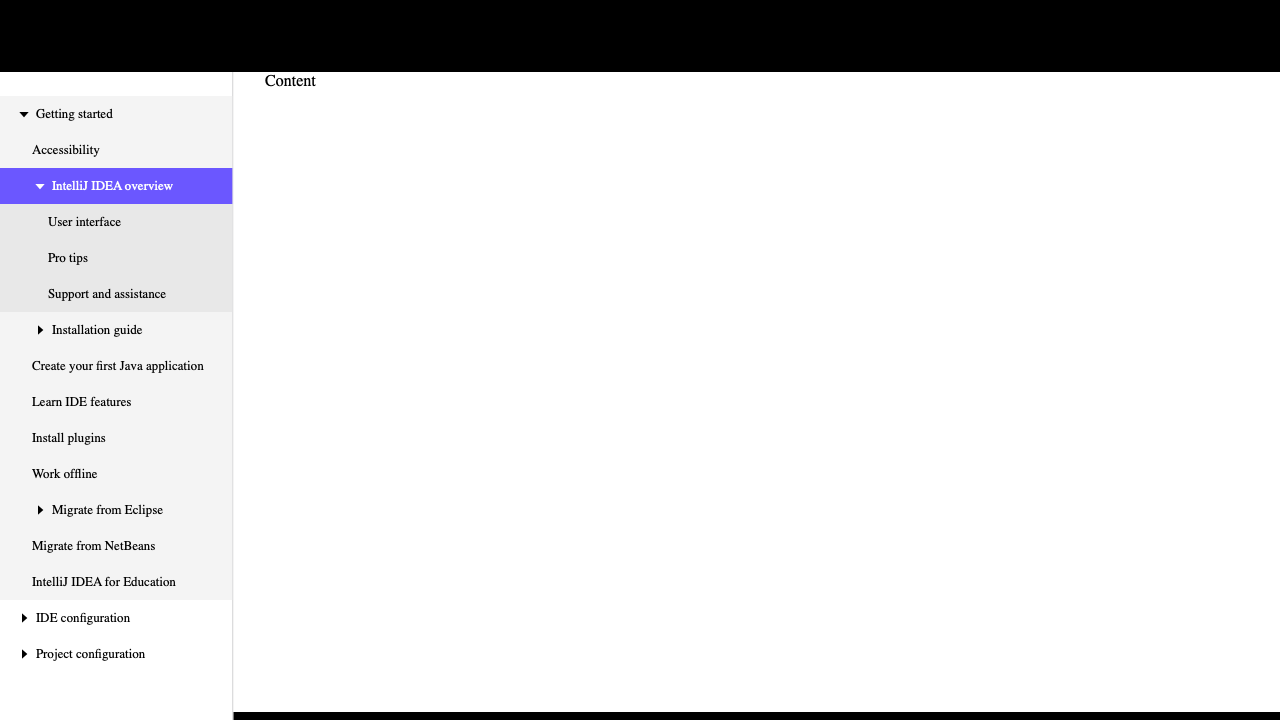 Content
Getting started
Accessibility
IntelliJ IDEA overview
User interface
Pro tips
Support and assistance
Installation guide
Create your first Java application
Learn IDE features
Install plugins
Work offline
Migrate from Eclipse
Migrate from NetBeans
IntelliJ IDEA for Education
IDE configuration
Project configuration